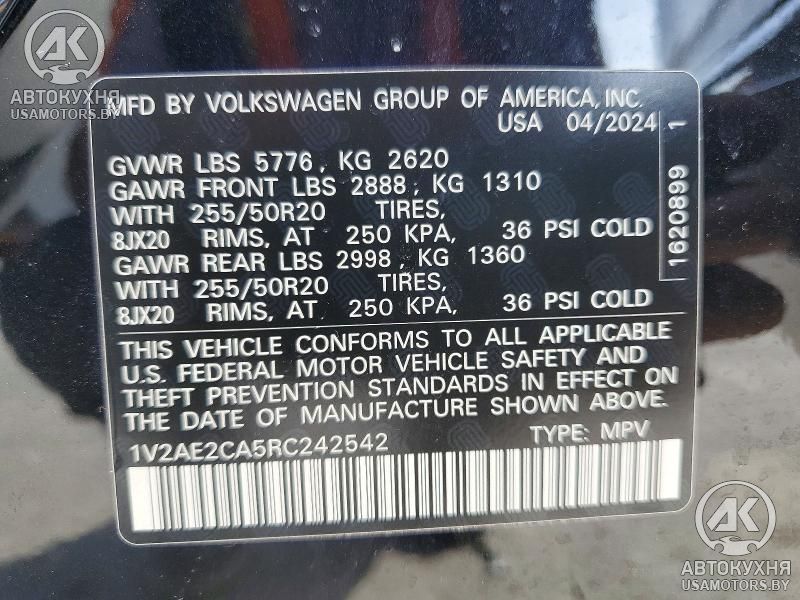 AK
АВТОКУХНЯ
USAMOTORS.BY
MFD BY VOLKSWAGEN GROUP OF AMERICA, INC.
USA 04/2024
GVWR LBS 5776, KG 2620
GAWR FRONT LBS 2888, KG 1310
WITH 255/50R20 TIRES,
8JX20 RIMS, AT 250 KPA, 36 PSI COLD
GAWR REAR LBS 2998, KG 1360
WITH 255/50R20 TIRES,
8JX20 RIMS, AT 250 KPA, 36 PSI COLD
1620899 1
THIS VEHICLE CONFORMS TO ALL APPLICABLE
U.S. FEDERAL MOTOR VEHICLE SAFETY AND
THEFT PREVENTION STANDARDS IN EFFECT ON
THE DATE OF MANUFACTURE SHOWN ABOVE.
1V2AE2CA5RC242542 TYPE: MPV
AK
АВТОКУХНЯ
USAMOTORS.BY